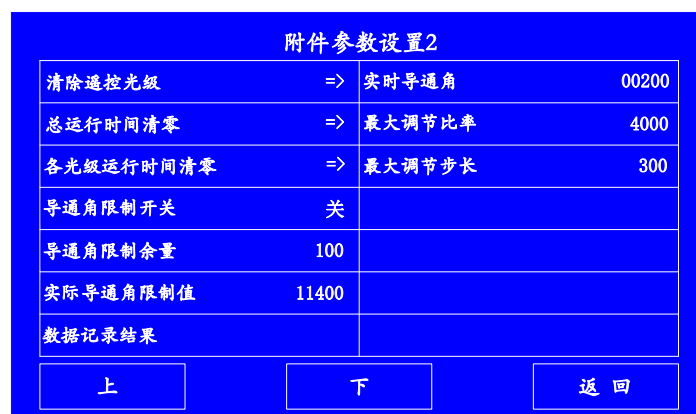 附件参数设置2
清除遥控光级 => 实时导通角 00200
总运行时间清零 => 最大调节比率 4000
各光级运行时间清零 => 最大调节步长 300
导通角限制开关 关
导通角限制余量 100
实际导通角限制值 11400
数据记录结果
上 下 返 回